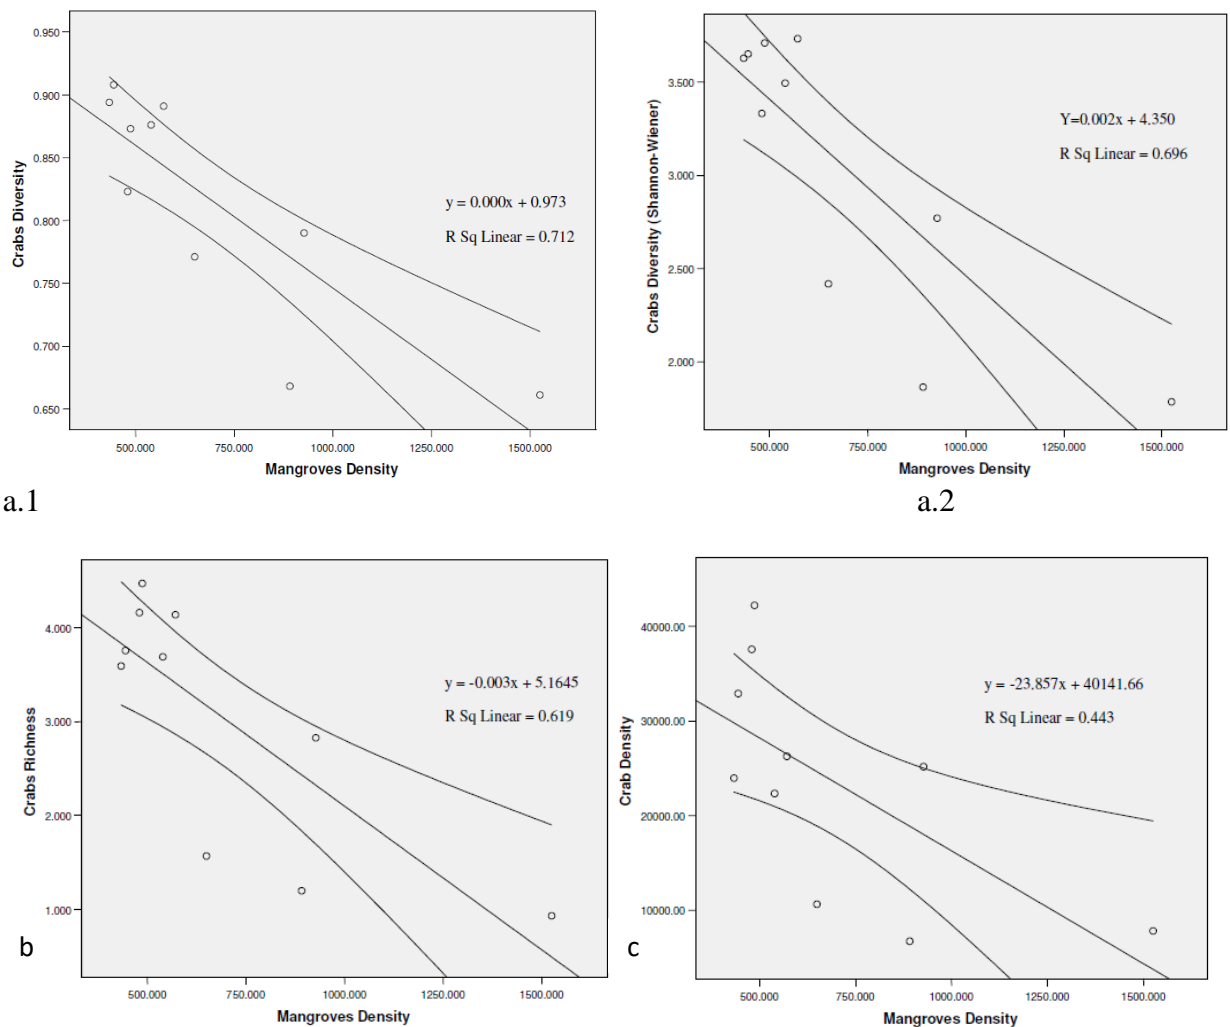 0.950
0.900
0.850
0.800
0.750
0.700
0.650
Crabs Diversity
y = 0.000x + 0.973
R Sq Linear = 0.712
500.000 750.000 1000.000 1250.000 1500.000
Mangroves Density
a.1
3.500
3.000
2.500
2.000
Crabs Diversity (Shannon-Wiener)
Y=0.002x + 4.350
R Sq Linear = 0.696
500.000 750.000 1000.000 1250.000 1500.000
Mangroves Density
a.2
4.000
3.000
2.000
1.000
Crabs Richness
y = -0.003x + 5.1645
R Sq Linear = 0.619
500.000 750.000 1000.000 1250.000 1500.000
Mangroves Density
b
40000.00
30000.00
20000.00
10000.00
Crab Density
y = -23.857x + 40141.66
R Sq Linear = 0.443
500.000 750.000 1000.000 1250.000 1500.000
Mangroves Density
c